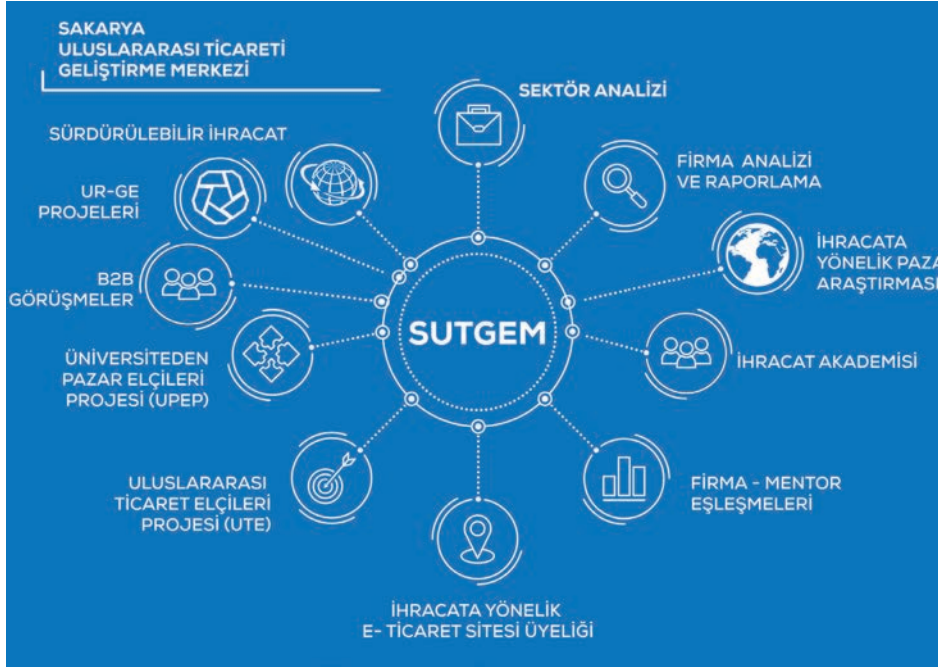 SAKARYA
ULUSLARARASI TİCARETİ
GELİŞTİRME MERKEZİ
SEKTÖR ANALİZİ
FİRMA ANALİZİ
VE RAPORLAMA
İHRACATA
YÖNELİK PAZA
ARAŞTIRMASI
İHRACAT AKADEMİSİ
FİRMA - MENTOR
EŞLEŞMELERİ
İHRACATA YÖNELİK
E- TİCARET SİTESİ ÜYELİĞİ
ULUSLARARASI
TİCARET ELÇİLERİ
PROJESİ (UTE)
ÜNİVERSİTEDEN
PAZAR ELÇİLERİ
PROJESİ (UPEP)
B2B
GÖRÜŞMELER
UR-GE
PROJELERİ
SÜRDÜRÜLEBİLİR İHRACAT
SUTGEM